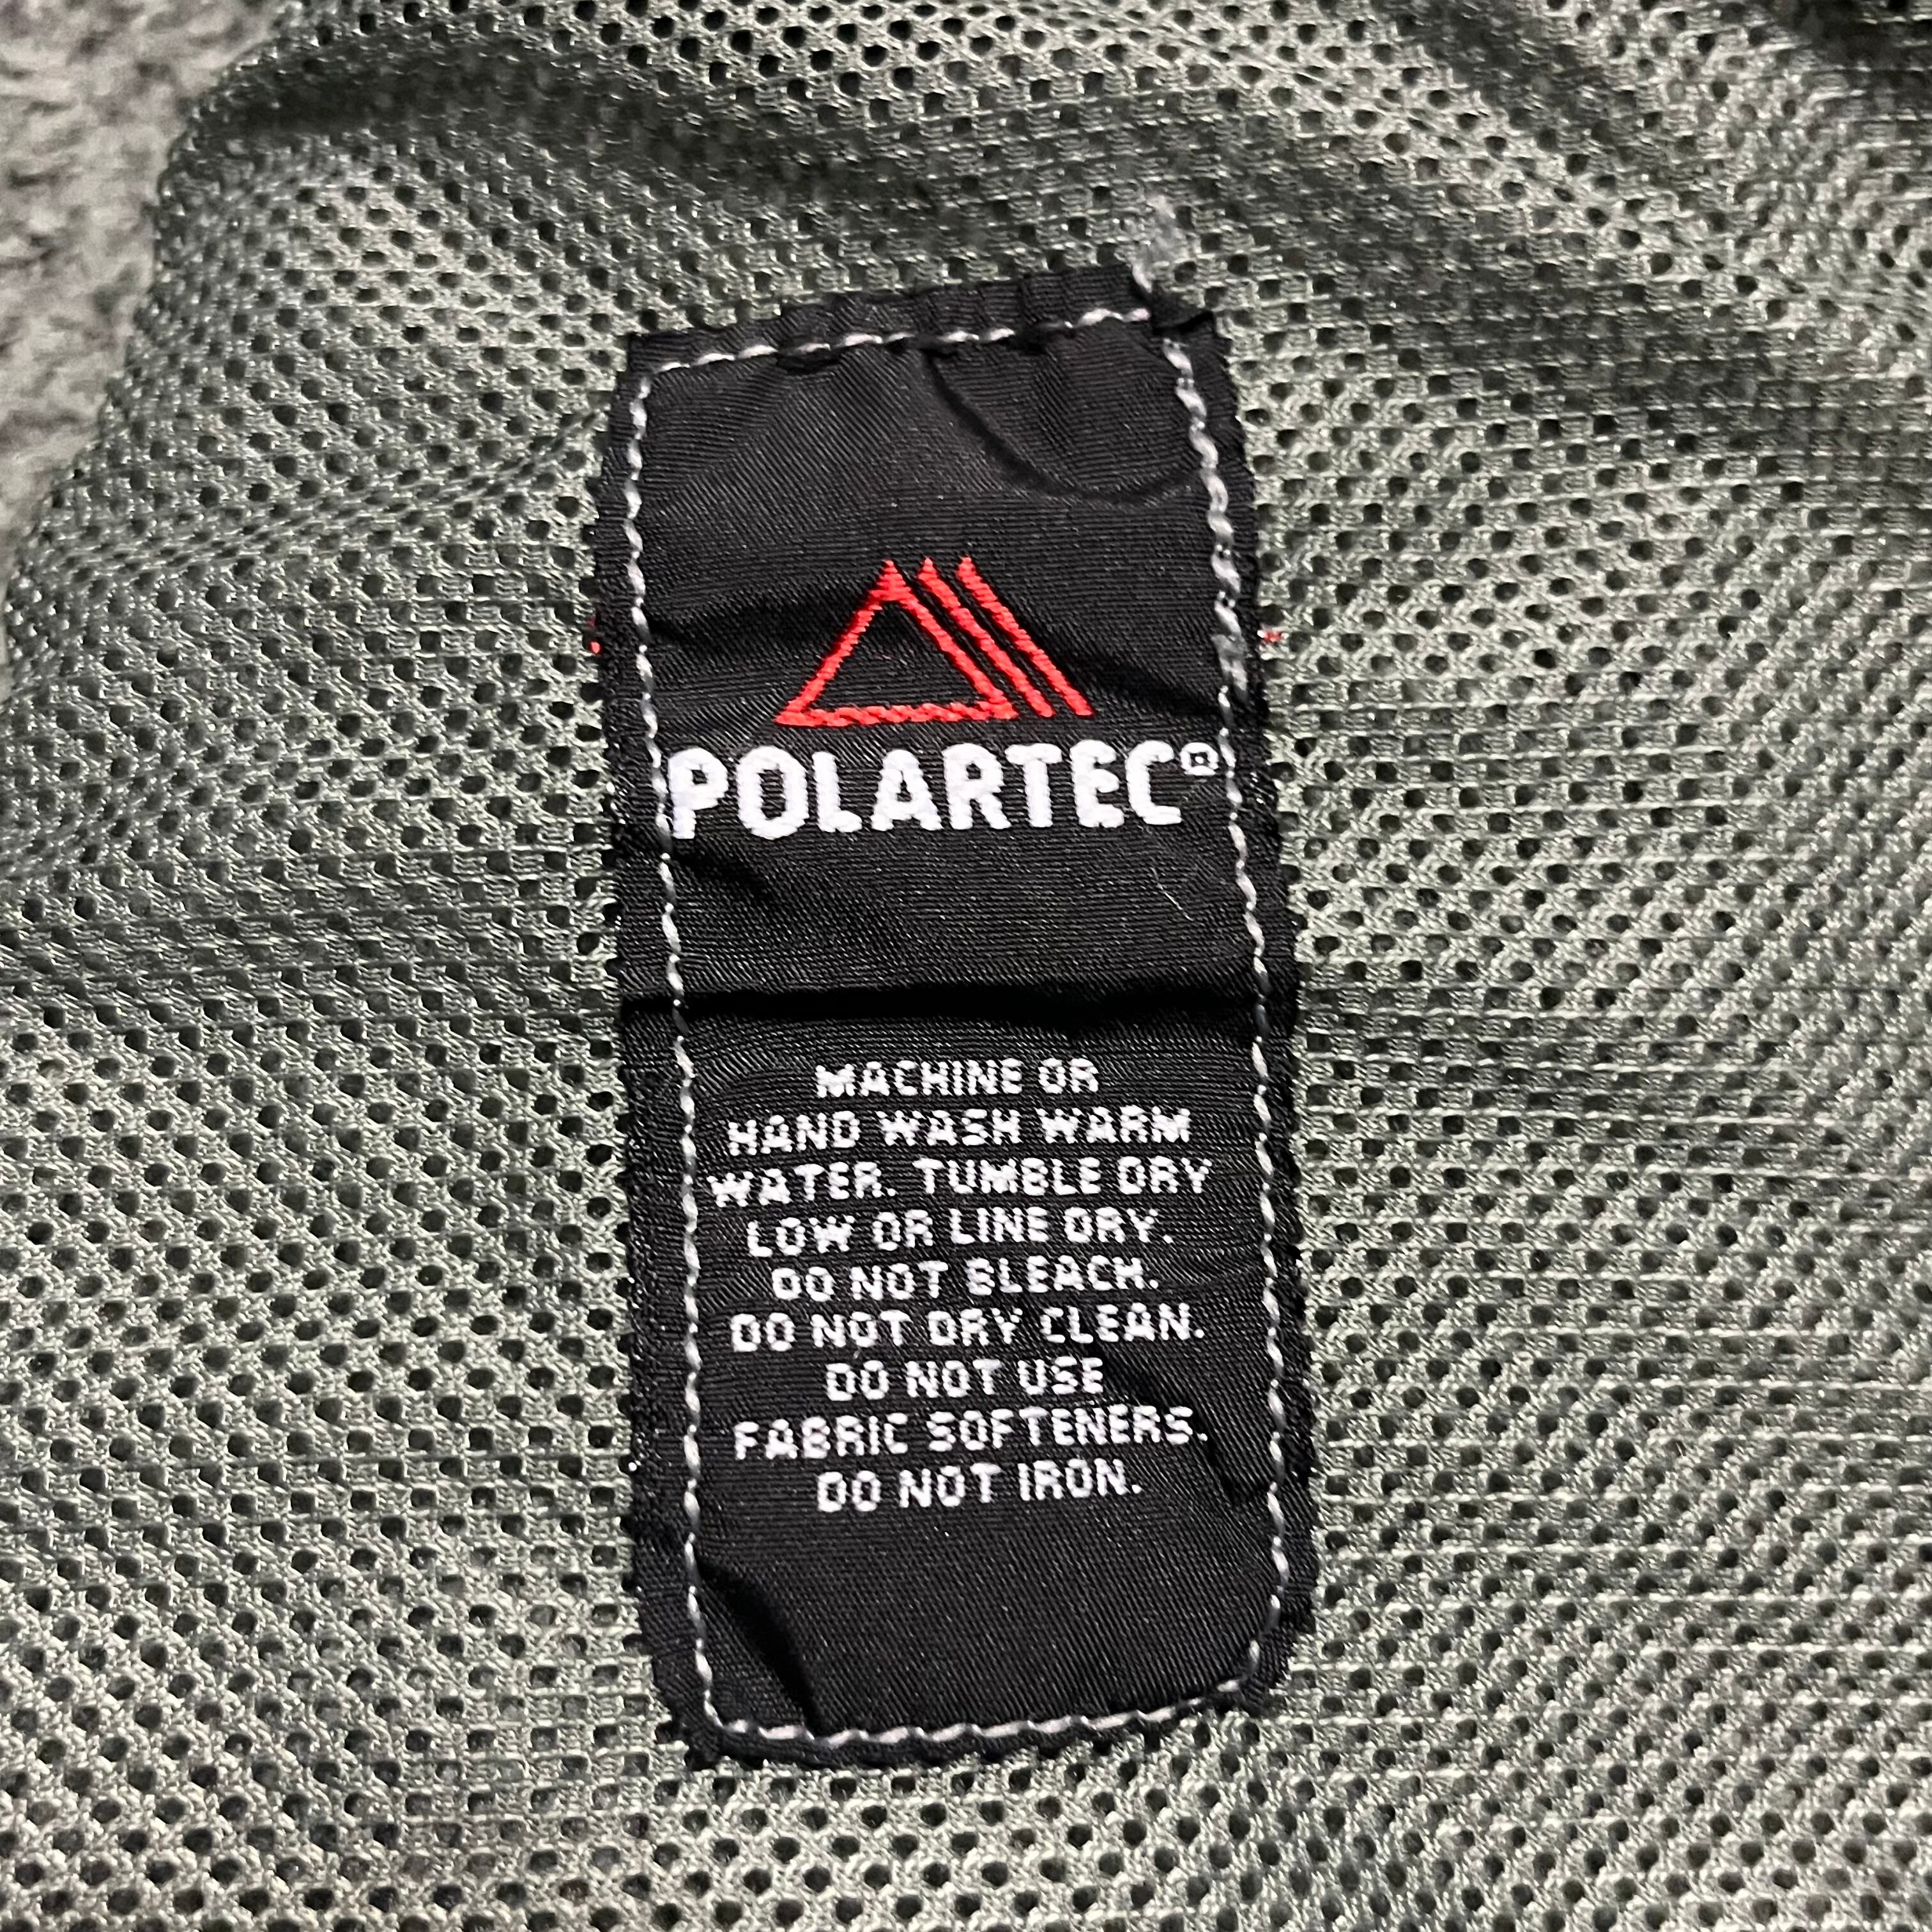 POLARTEC®
MACHINE OR
HAND WASH WARM
WATER. TUMBLE DRY
LOW OR LINE DRY.
DO NOT BLEACH.
DO NOT DRY CLEAN.
DO NOT USE
FABRIC SOFTENERS.
DO NOT IRON.